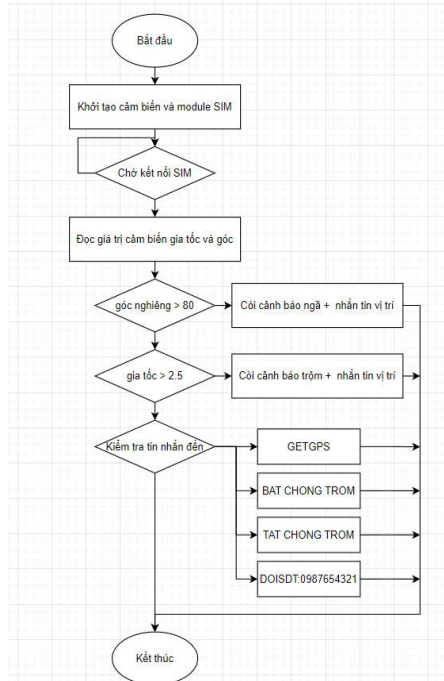 Bắt đầu
Khởi tạo cảm biến và module SIM
Chờ kết nối SIM
Đọc giá trị cảm biến gia tốc và góc
góc nghiêng > 80
Còi cảnh báo ngã + nhắn tin vị trí
gia tốc > 2.5
Còi cảnh báo trộm + nhắn tin vị trí
Kiểm tra tin nhắn đến
GETGPS
BAT CHONG TROM
TAT CHONG TROM
DOISDT:0987654321
Kết thúc